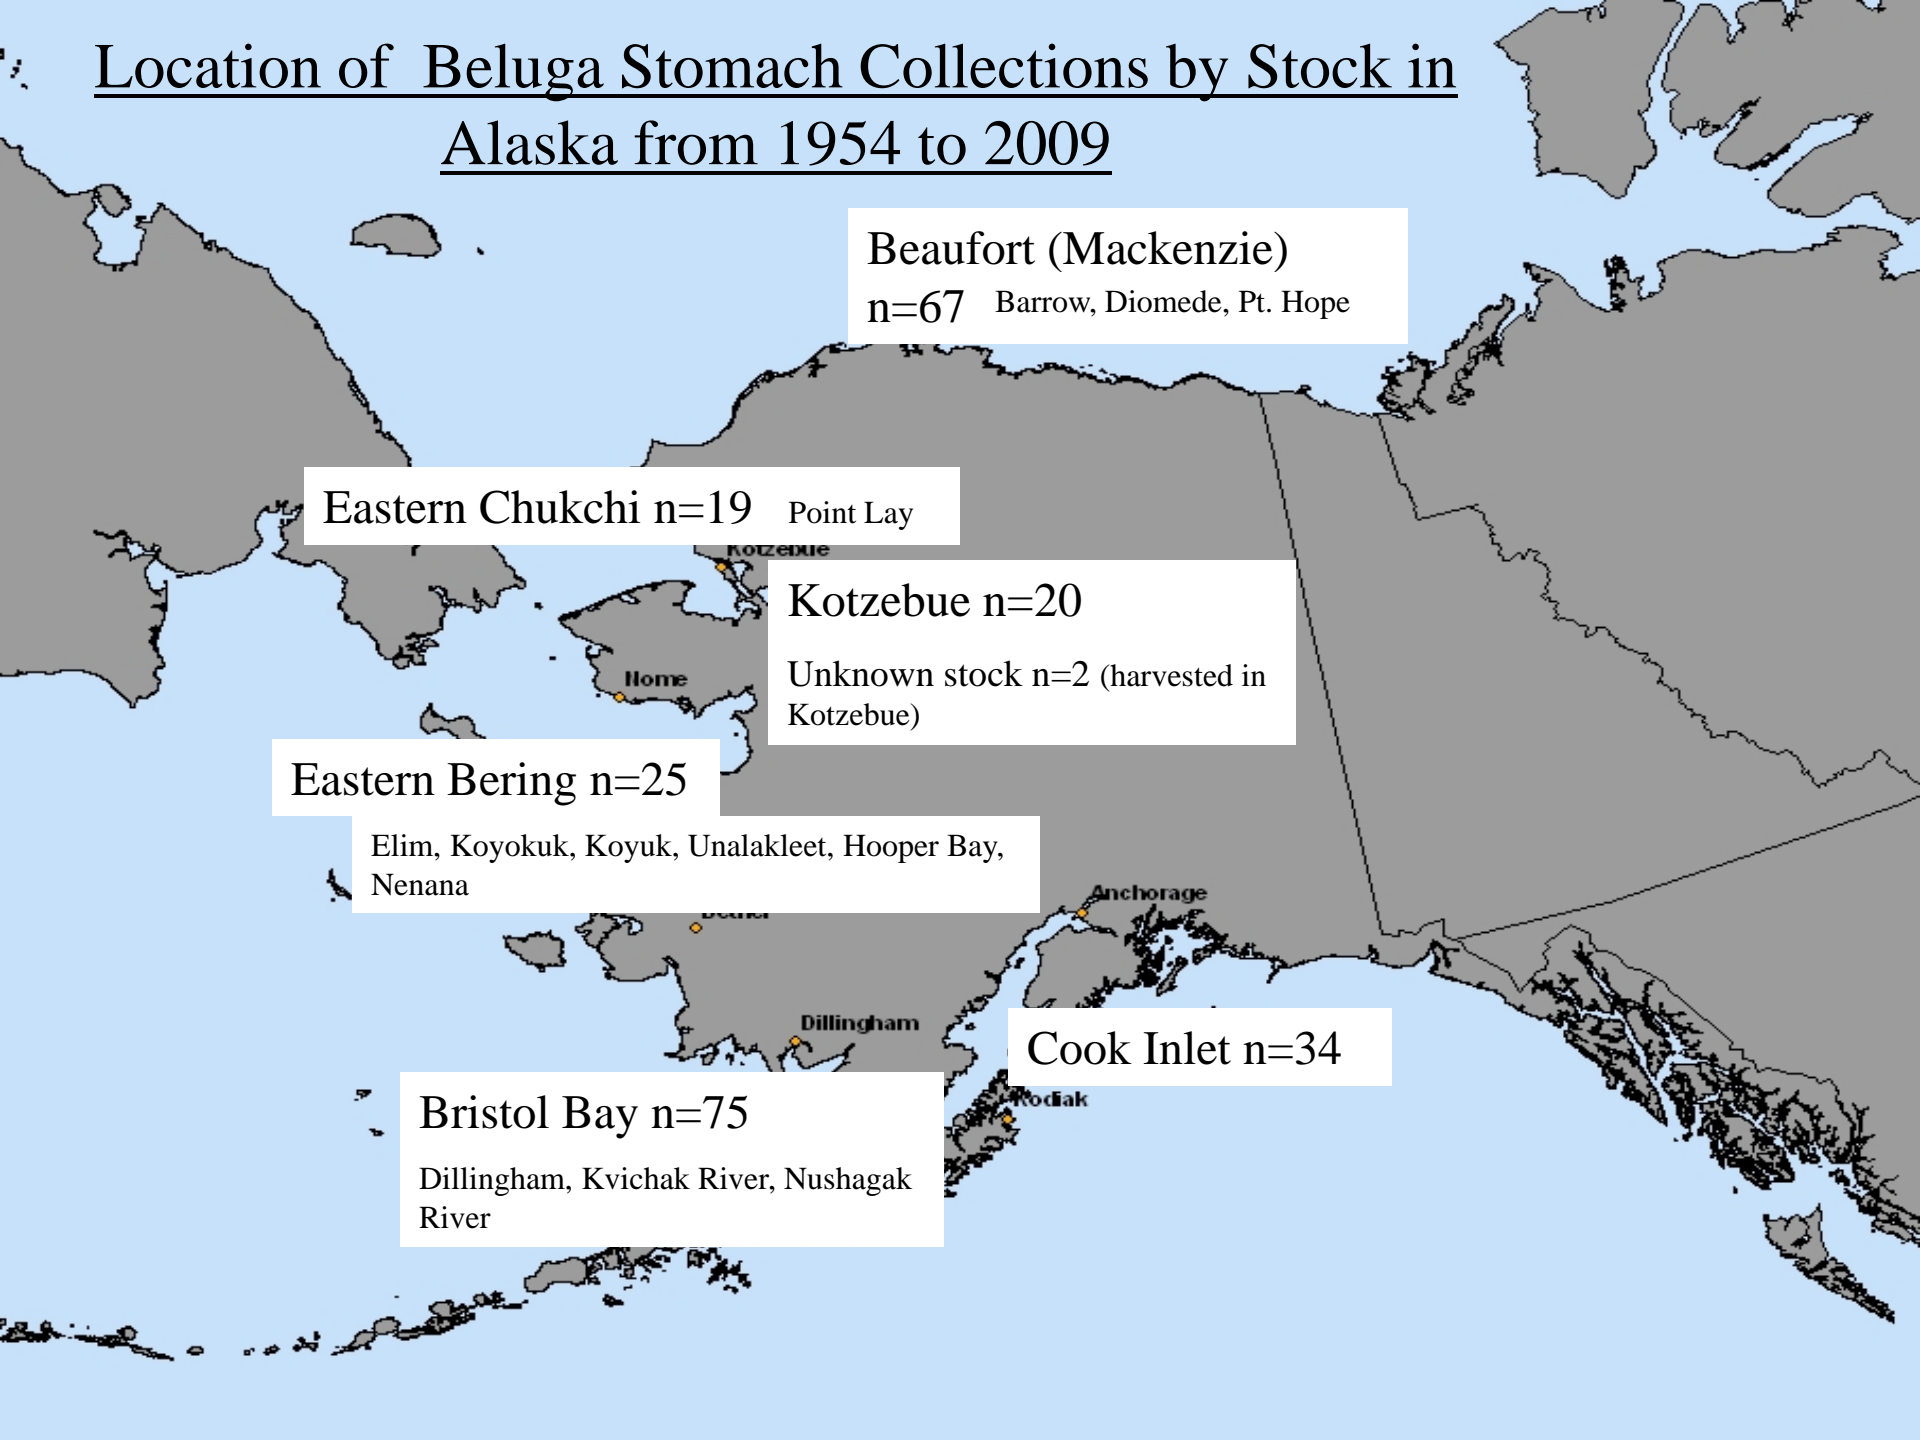 Location of Beluga Stomach Collections by Stock in
Alaska from 1954 to 2009
Beaufort (Mackenzie)
n=67 Barrow, Diomede, Pt. Hope
Eastern Chukchi n=19 Point Lay
Kotzebue
Kotzebue n=20
Unknown stock n=2 (harvested in
Kotzebue)
Nome
Eastern Bering n=25
Elim, Koyokuk, Koyuk, Unalakleet, Hooper Bay,
Nenana
Anchorage
Bethel
Dillingham
Cook Inlet n=34
Kodiak
Bristol Bay n=75
Dillingham, Kvichak River, Nushagak
River